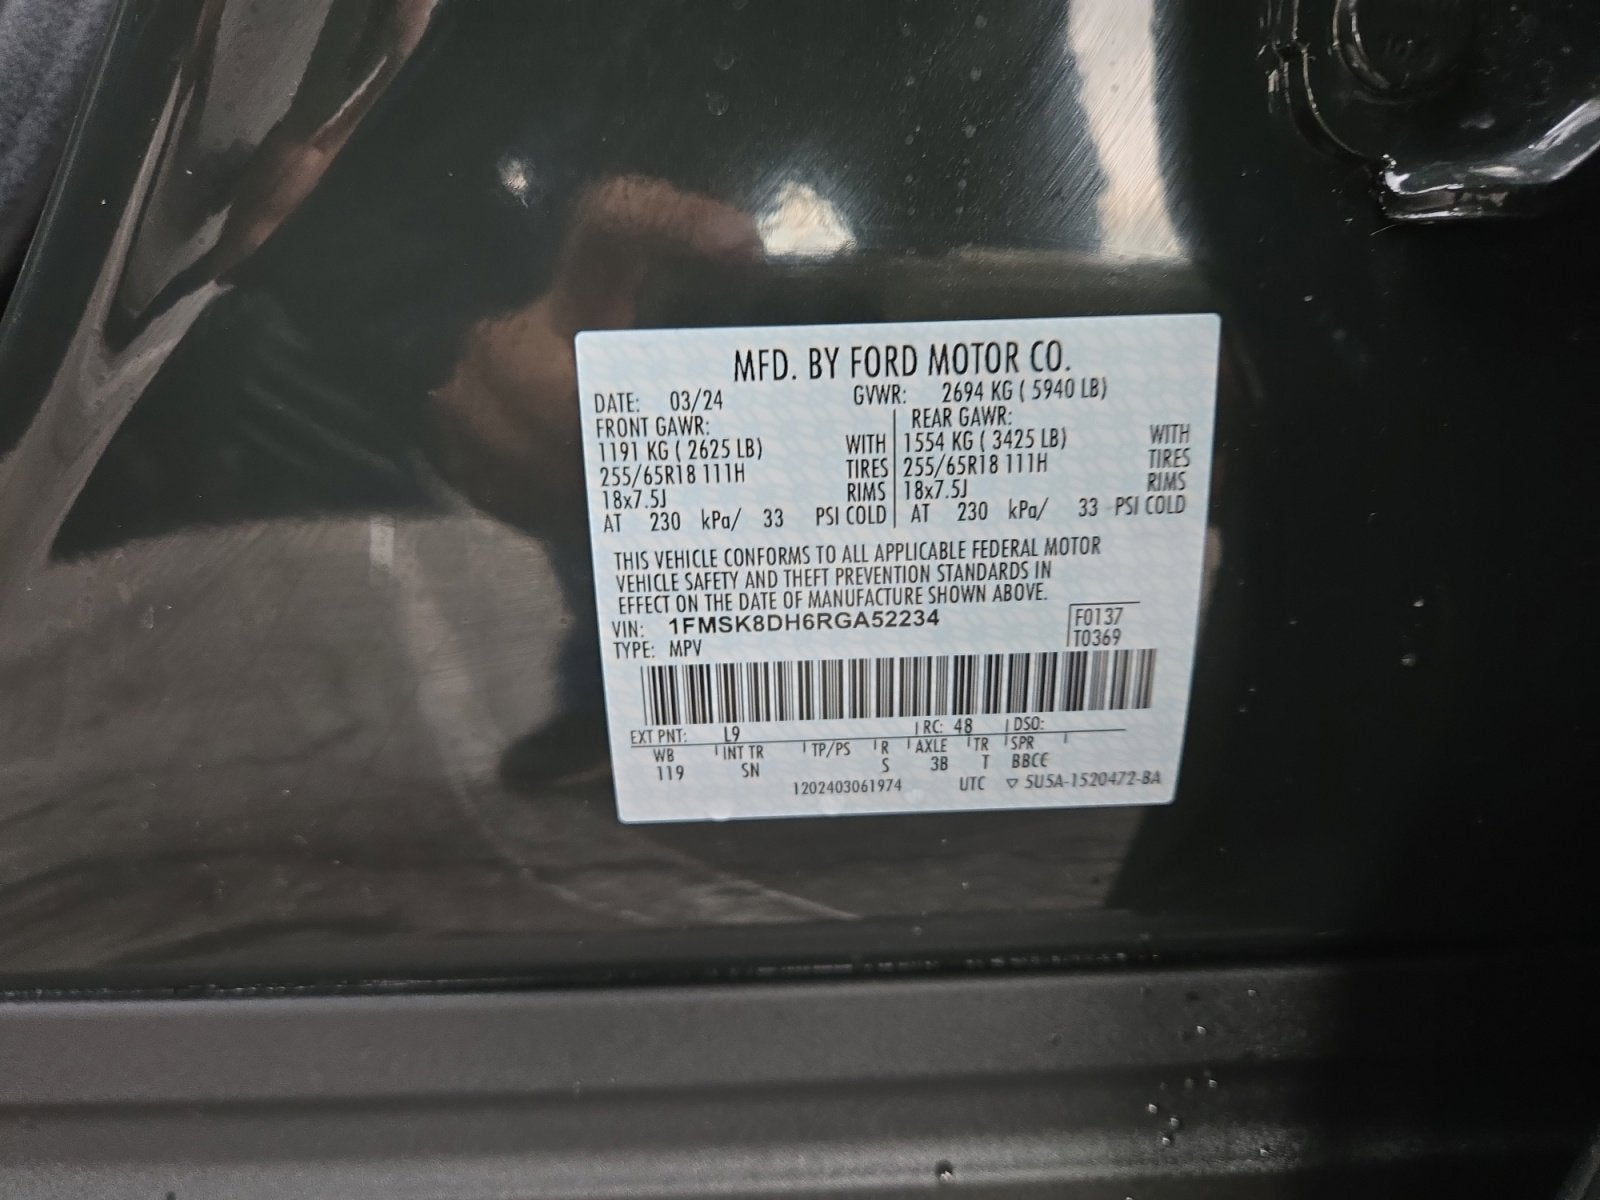 MFD. BY FORD MOTOR CO.
DATE: 03/24 GVWR: 2694 KG ( 5940 LB)
FRONT GAWR: REAR GAWR:
1191 KG ( 2625 LB) WITH 1554 KG ( 3425 LB) WITH
255/65R18 111H TIRES 255/65R18 111H TIRES
18x7.5J RIMS 18x7.5J RIMS
AT 230 kPa/ 33 PSI COLD AT 230 kPa/ 33 PSI COLD
THIS VEHICLE CONFORMS TO ALL APPLICABLE FEDERAL MOTOR
VEHICLE SAFETY AND THEFT PREVENTION STANDARDS IN
EFFECT ON THE DATE OF MANUFACTURE SHOWN ABOVE.
VIN: 1FMSK8DH6RGA52234 F0137
TYPE: MPV T0369
EXT PNT: L9 RC: 48 DSO:
WB INT TR TP/PS R AXLE TR SPR
119 SN S 3B T BBCE
1202403061974 UTC ▽ 5U5A-1520472-BA